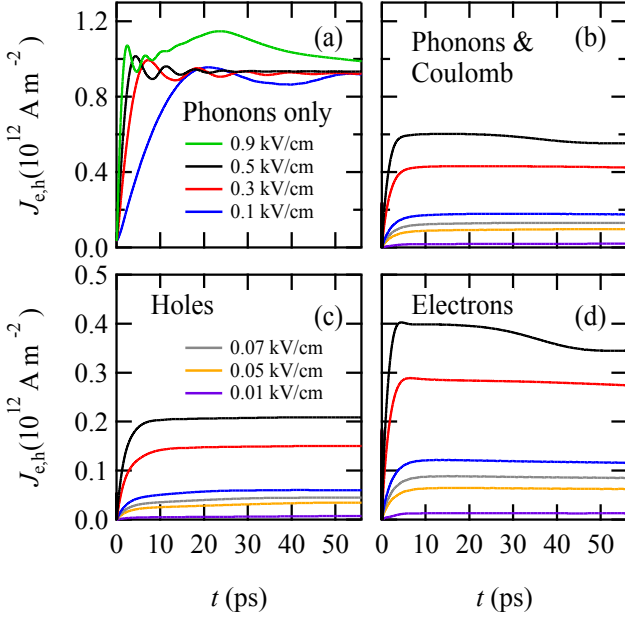 (a)
Phonons only
0.9 kV/cm
0.5 kV/cm
0.3 kV/cm
0.1 kV/cm
J e,h (10 12 A m -2)
1.2
0.8
0.4
0.0
(b)
Phonons &
Coulomb
Holes
(c)
0.07 kV/cm
0.05 kV/cm
0.01 kV/cm
J e,h (10 12 A m -2)
0.5
0.4
0.3
0.2
0.1
0.0
0 10 20 30 40 50
t (ps)
Electrons
(d)
0 10 20 30 40 50
t (ps)